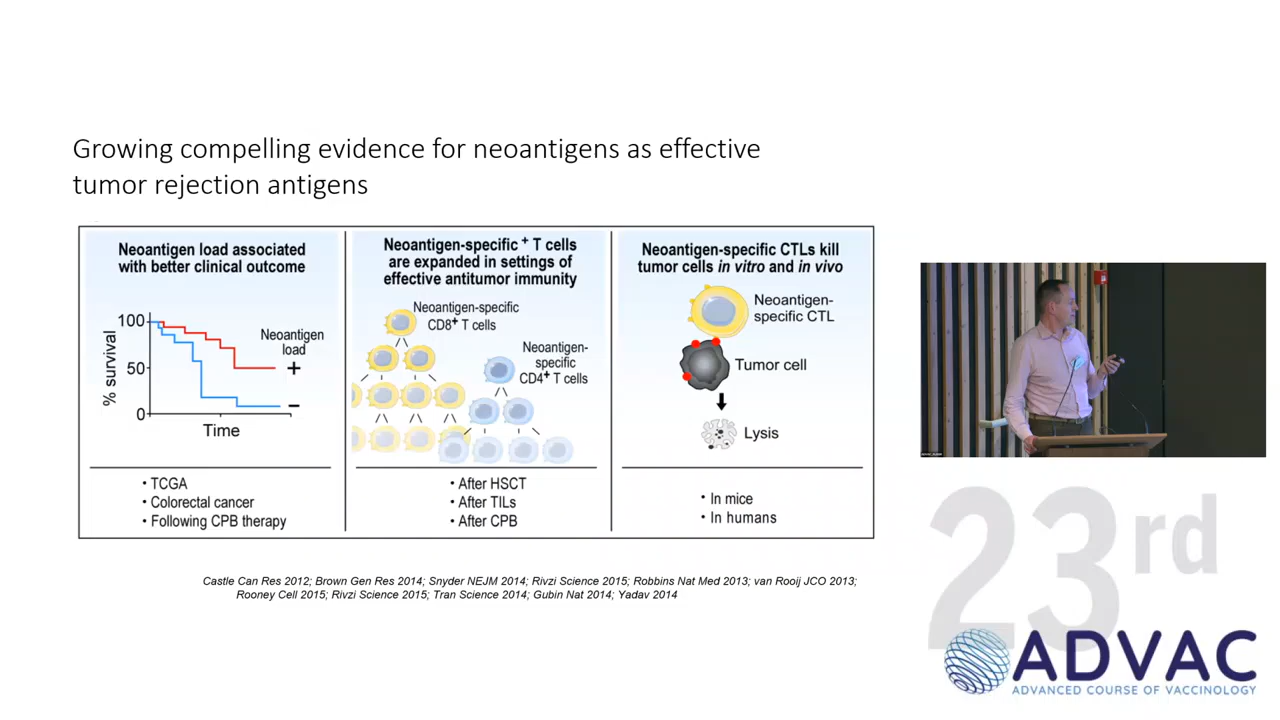 Growing compelling evidence for neoantigens as effective
tumor rejection antigens
Neoantigen load associated
with better clinical outcome
100
50
0
% survival
Time
Neoantigen
load
+
–
• TCGA
• Colorectal cancer
• Following CPB therapy
Neoantigen-specific + T cells
are expanded in settings of
effective antitumor immunity
Neoantigen-specific
CD8+ T cells
Neoantigen-
specific
CD4+ T cells
• After HSCT
• After TILs
• After CPB
Neoantigen-specific CTLs kill
tumor cells in vitro and in vivo
Neoantigen-
specific CTL
Tumor cell
Lysis
• In mice
• In humans
Castle Can Res 2012; Brown Gen Res 2014; Snyder NEJM 2014; Rivzi Science 2015; Robbins Nat Med 2013; van Rooij JCO 2013;
Rooney Cell 2015; Rivzi Science 2015; Tran Science 2014; Gubin Nat 2014; Yadav 2014
23rd
ADVAC
ADVANCED COURSE OF VACCINOLOGY